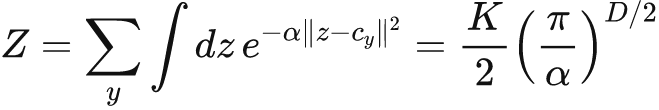 Z = \sum_{y} \int dz \, e^{-\alpha \| z - c_y \|^2} = \frac{K}{2} \left( \frac{\pi}{\alpha} \right)^{D/2}